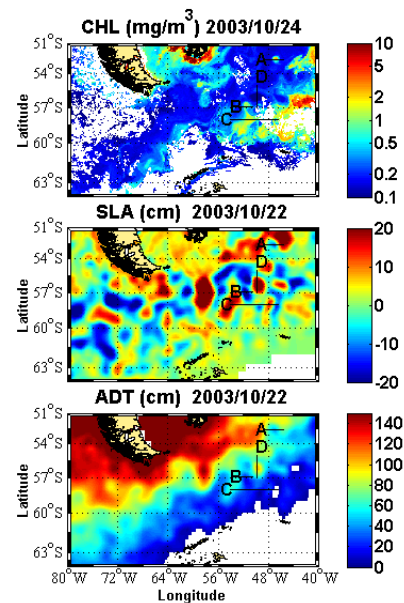 CHL (mg/m³) 2003/10/24
51°S
54°S
57°S
60°S
63°S
Latitude
A
D
B
C
10
5
2
1
0.5
0.2
0.1
SLA (cm) 2003/10/22
51°S
54°S
57°S
60°S
63°S
Latitude
A
D
B
C
20
10
0
-10
-20
ADT (cm) 2003/10/22
51°S
54°S
57°S
60°S
63°S
Latitude
A
D
B
C
140
120
100
80
60
40
20
0
80°W 72°W 64°W 56°W 48°W 40°W
Longitude